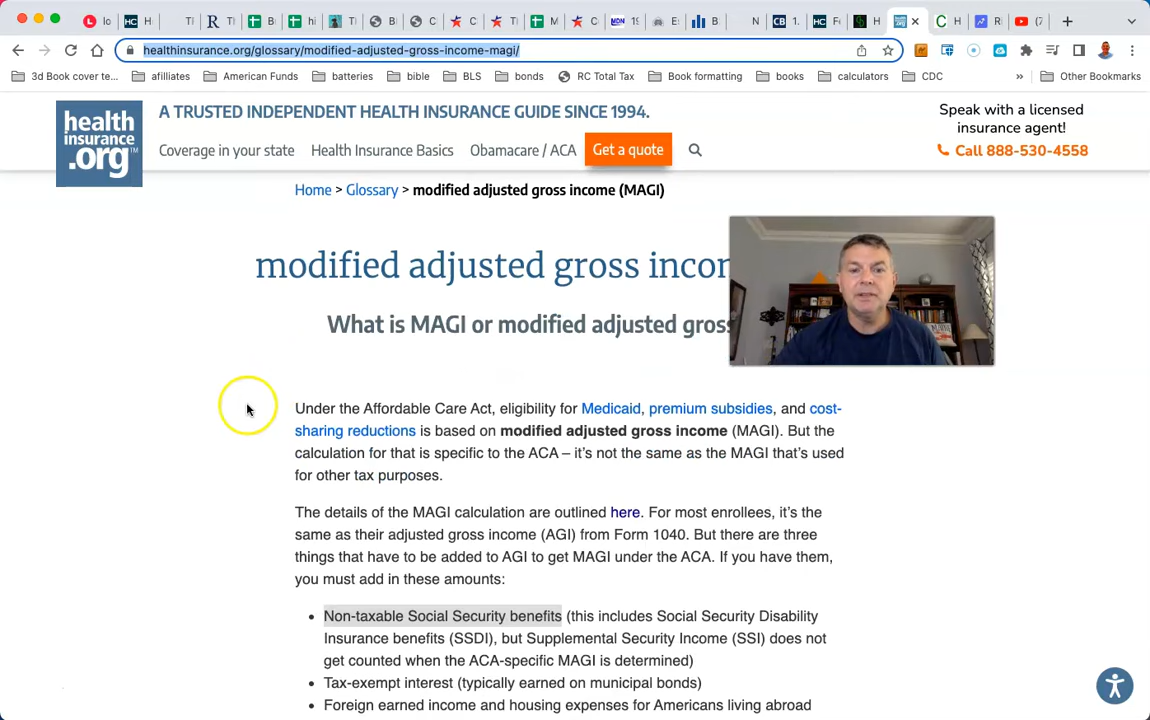 healthinsurance.org/glossary/modified-adjusted-gross-income-magi/
3d Book cover te... afilliates American Funds batteries bible BLS bonds RC Total Tax Book formatting books calculators CDC » Other Bookmarks
health
insurance
.org™
A TRUSTED INDEPENDENT HEALTH INSURANCE GUIDE SINCE 1994.
Speak with a licensed
insurance agent!
Coverage in your state Health Insurance Basics Obamacare / ACA Get a quote
Call 888-530-4558
Home > Glossary > modified adjusted gross income (MAGI)
modified adjusted gross incom
What is MAGI or modified adjusted gross
Under the Affordable Care Act, eligibility for Medicaid, premium subsidies, and cost-
sharing reductions is based on modified adjusted gross income (MAGI). But the
calculation for that is specific to the ACA – it’s not the same as the MAGI that’s used
for other tax purposes.
The details of the MAGI calculation are outlined here. For most enrollees, it’s the
same as their adjusted gross income (AGI) from Form 1040. But there are three
things that have to be added to AGI to get MAGI under the ACA. If you have them,
you must add in these amounts:
• Non-taxable Social Security benefits (this includes Social Security Disability
Insurance benefits (SSDI), but Supplemental Security Income (SSI) does not
get counted when the ACA-specific MAGI is determined)
• Tax-exempt interest (typically earned on municipal bonds)
• Foreign earned income and housing expenses for Americans living abroad